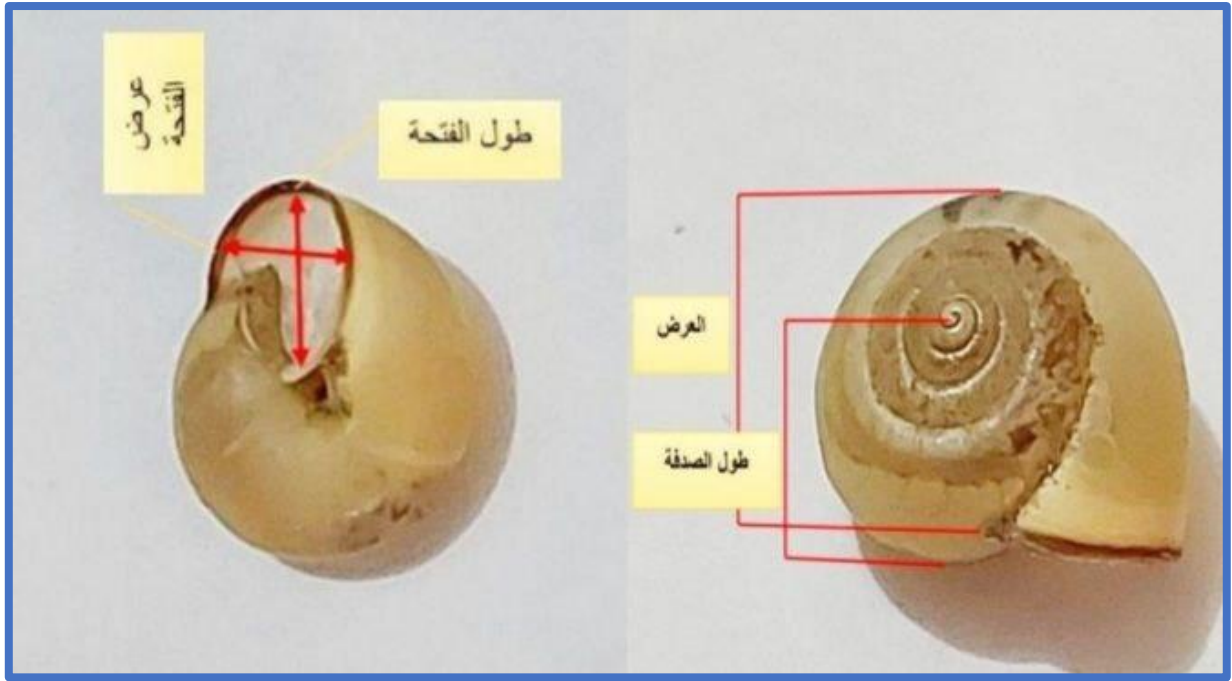 عرض
الفتحة
طول الفتحة
العرض
طول الصدفة